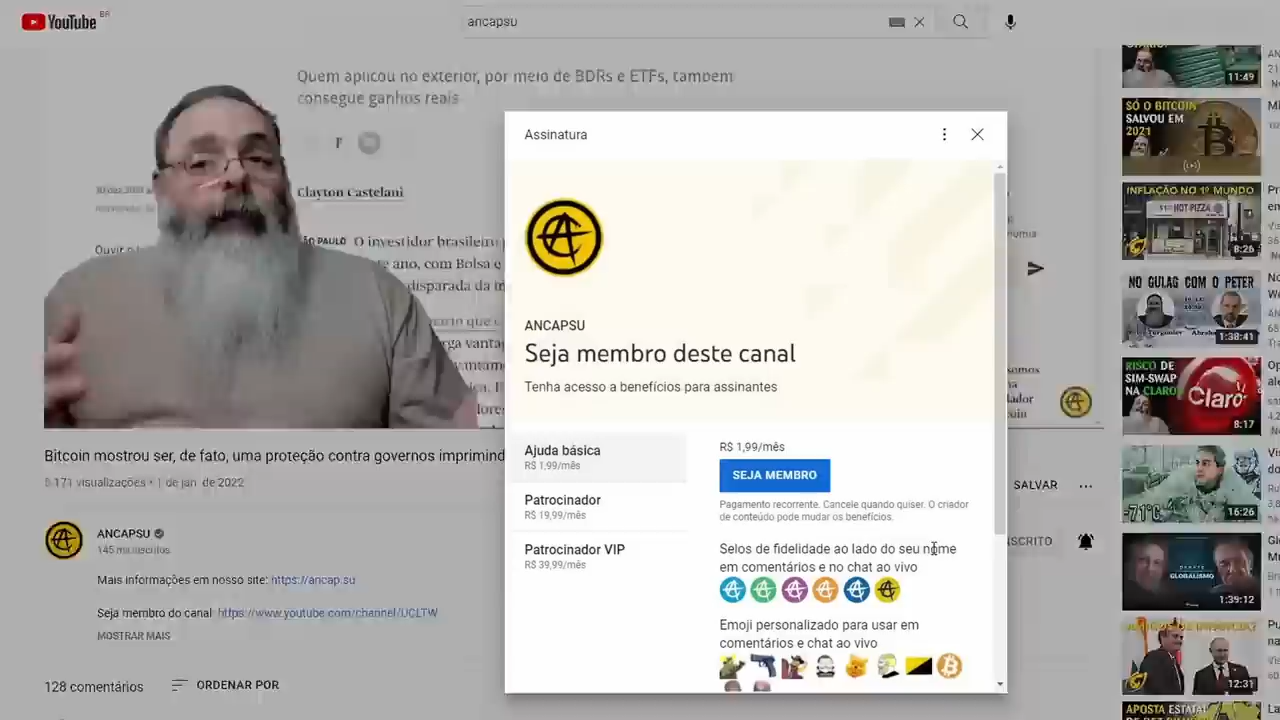 YouTube BR
ancapsu
Quem aplicou no exterior, por meio de BDRs e ETFs, também
consegue ganhos reais
Clayton Castelani
SÃO PAULO O investidor brasileiro
te ano, com Bolsa e
disparada da
Bitcoin mostrou ser, de fato, uma proteção contra governos imprimind
8.171 visualizações • 1 de jan. de 2022
SALVAR
ANCAPSU
145 mil inscritos
INSCRITO
Mais informações em nosso site: https://ancap.su
Seja membro do canal: https://www.youtube.com/channel/UCLTW
MOSTRAR MAIS
128 comentários
ORDENAR POR
Assinatura
ANCAPSU
Seja membro deste canal
Tenha acesso a benefícios para assinantes
Ajuda básica
R$ 1,99/mês
Patrocinador
R$ 19,99/mês
Patrocinador VIP
R$ 39,99/mês
R$ 1,99/mês
SEJA MEMBRO
Pagamento recorrente. Cancele quando quiser. O criador
de conteúdo pode mudar os benefícios.
Selos de fidelidade ao lado do seu nome
em comentários e no chat ao vivo
Emoji personalizado para usar em
comentários e chat ao vivo
11:49
SÓ O BITCOIN
SALVOU EM
2021
INFLAÇÃO NO 1º MUNDO
HOT PIZZA
8:26
NO GULAG COM O PETER
1:38:41
RISCO DE
SIM-SWAP
NA CLARO
Claro
8:17
-71°C
16:26
DEBATE
GLOBALISMO
1:39:12
12:31
APOSTA ESTATAL